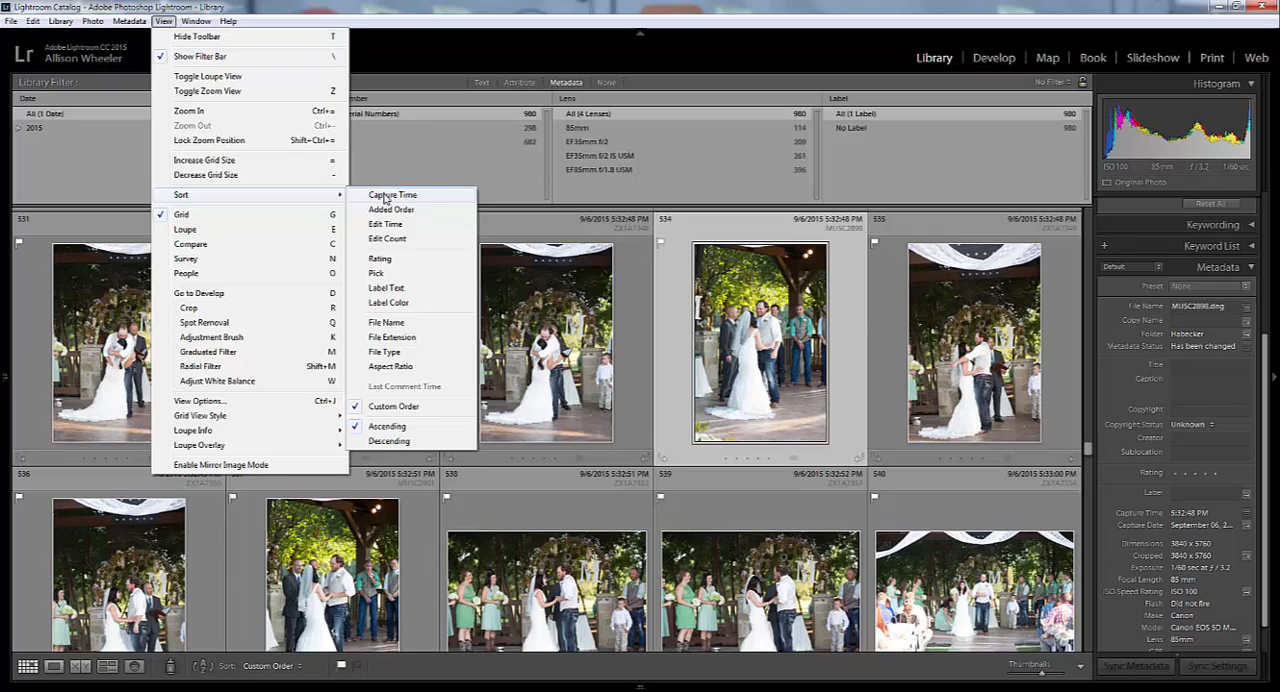 Lightroom Catalog - Adobe Photoshop Lightroom - Library
File Edit Library Photo Metadata View Window Help
Lr
Adobe Lightroom CC 2015
Allison Wheeler
Library Develop Map Book Slideshow Print Web
Library Filter: Text Attribute Metadata None No Filter
Date Lens Label
All (1 Date) 980 All (4 Lenses) 980 All (1 Label) 980
2015 298 85mm 114 No Label 980
682 EF35mm f/2 209
EF35mm f/2 IS USM 261
EF85mm f/1.8 USM 396
Hide Toolbar T
Show Filter Bar \
Toggle Loupe View
Toggle Zoom View Z
Zoom In Ctrl+=
Zoom Out Ctrl+-
Lock Zoom Position Shift+Ctrl+=
Increase Grid Size =
Decrease Grid Size -
Sort
Grid G
Loupe E
Compare C
Survey N
People O
Go to Develop D
Crop R
Spot Removal Q
Adjustment Brush K
Graduated Filter M
Radial Filter Shift+M
Adjust White Balance W
View Options... Ctrl+J
Grid View Style
Loupe Info
Loupe Overlay
Enable Mirror Image Mode
Capture Time
Added Order
Edit Time
Edit Count
Rating
Pick
Label Text
Label Color
File Name
File Extension
File Type
Aspect Ratio
Last Comment Time
Custom Order
Ascending
Descending
531 9/6/2015 5:32:48 PM 534 9/6/2015 5:32:48 PM 535 9/6/2015 5:32:48 PM
MUSC2898
536 9/6/2015 5:32:51 PM 538 9/6/2015 5:32:52 PM 539 9/6/2015 5:32:52 PM 540 9/6/2015 5:33:00 PM
Histogram
ISO 100 85 mm f / 3.2 1/60 sec
Original Photo
Reset All
Keywording
Keyword List
Default Metadata
Preset None
File Name MUSC2898.dng
Copy Name
Folder Habecker
Metadata Status Has been changed
Title
Caption
Copyright
Copyright Status Unknown
Creator
Sublocation
Rating
Label
Capture Time 5:32:48 PM
Capture Date September 06, 2...
Dimensions 3840 x 5760
Cropped 3840 x 5760
Exposure 1/60 sec at f / 3.2
Focal Length 85 mm
ISO Speed Rating ISO 100
Flash Did not fire
Make Canon
Model Canon EOS 5D M...
Lens 85mm
Sort: Custom Order Thumbnails
Sync Metadata Sync Settings